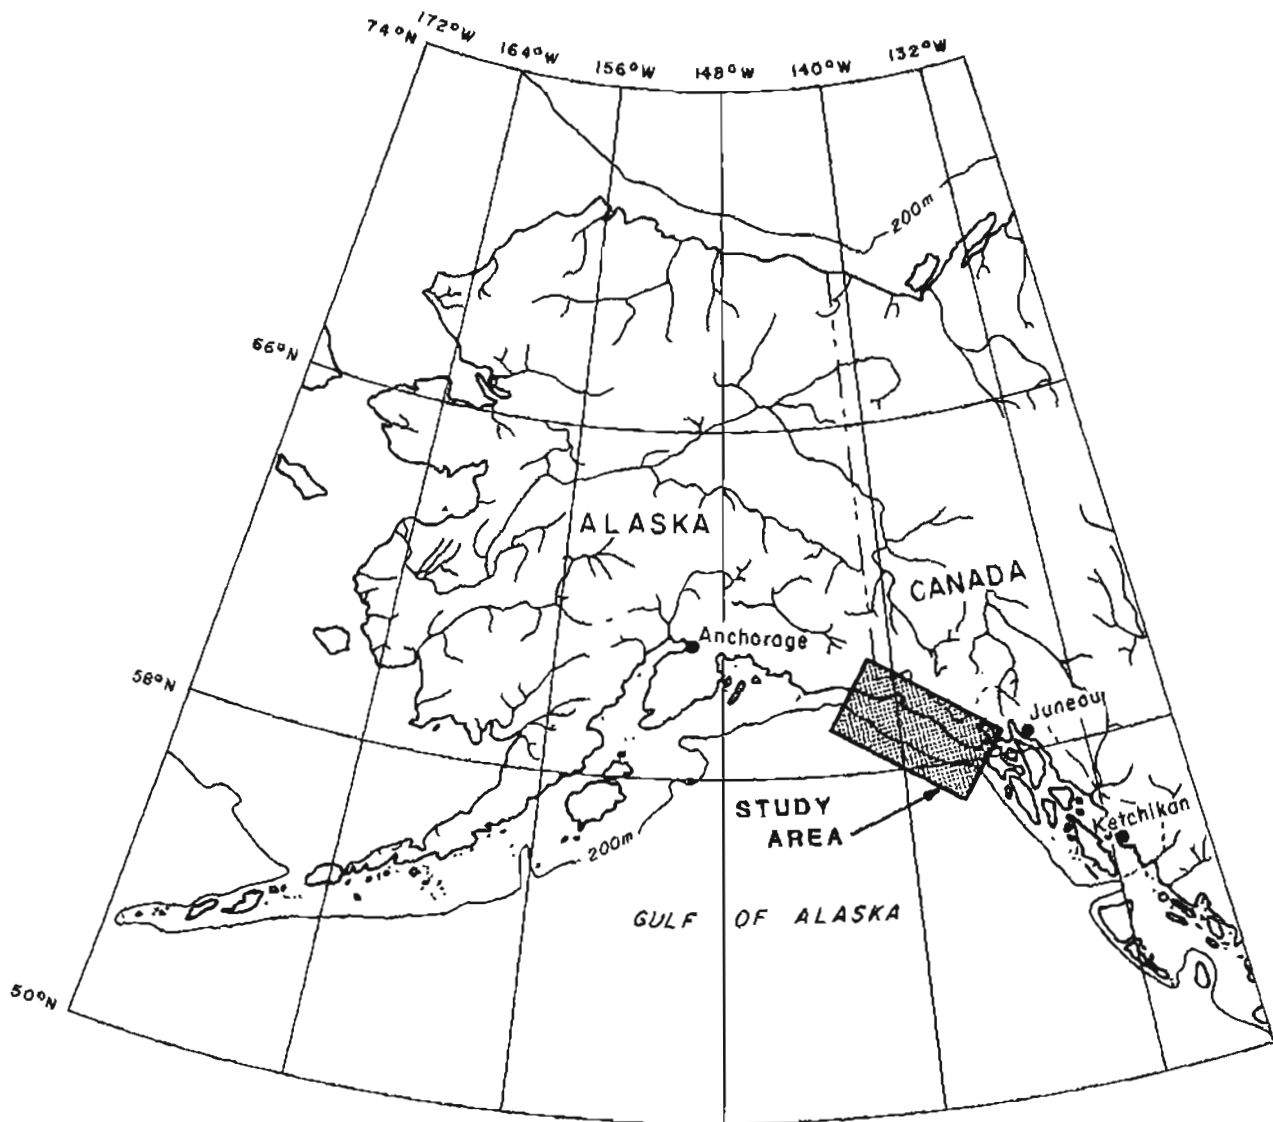 74°N 172°W 164°W 156°W 148°W 140°W 132°W
200m
66°N
ALASKA
CANADA
Anchorage
58°N
Juneau
STUDY
AREA
Ketchikan
200m
GULF OF ALASKA
50°N